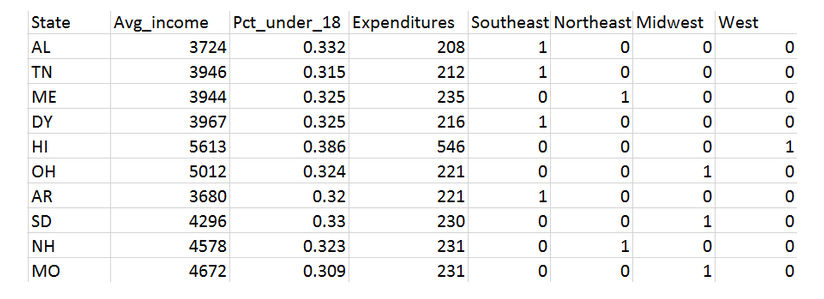 State Avg_income Pct_under_18 Expenditures Southeast Northeast Midwest West
AL 3724 0.332 208 1 0 0 0
TN 3946 0.315 212 1 0 0 0
ME 3944 0.325 235 0 1 0 0
DY 3967 0.325 216 1 0 0 0
HI 5613 0.386 546 0 0 0 1
OH 5012 0.324 221 0 0 1 0
AR 3680 0.32 221 1 0 0 0
SD 4296 0.33 230 0 0 1 0
NH 4578 0.323 231 0 1 0 0
MO 4672 0.309 231 0 0 1 0